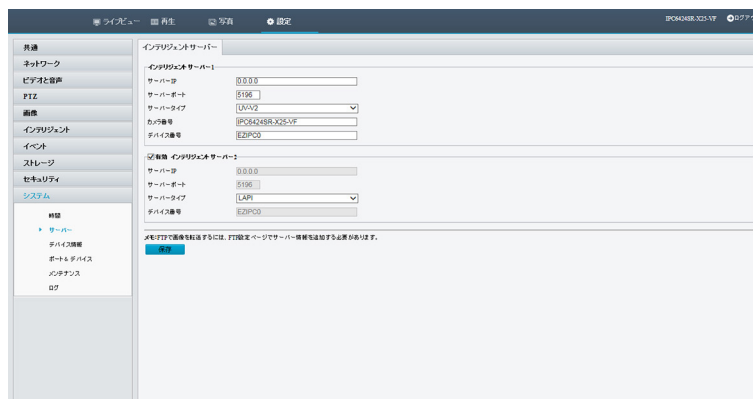 ライブビュー 再生 写真 設定 IPC6424SR-X25-VF
共通
ネットワーク
ビデオと音声
PTZ
画像
インテリジェント
イベント
ストレージ
セキュリティ
システム
時間
サーバー
デバイス情報
ポート& デバイス
メンテナンス
ログ
インテリジェントサーバー
インテリジェント サーバー1
サーバーIP 0.0.0.0
サーバーポート 5196
サーバータイプ UV-V2
カメラ番号 IPC6424SR-X25-VF
デバイス番号 EZIPC0
有効 インテリジェント サーバー2
サーバーIP 0.0.0.0
サーバーポート 5196
サーバータイプ LAPI
デバイス番号 EZIPC0
メモ:FTPで画像を転送するには、FTP設定ページでサーバー情報を追加する必要があります。
保存